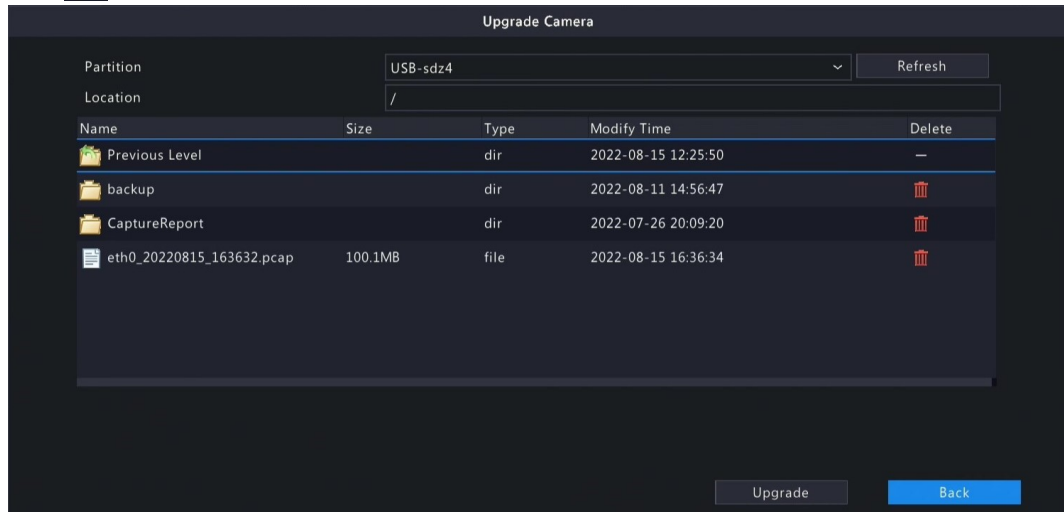 Upgrade Camera
Partition USB-sdz4 Refresh
Location /
Name Size Type Modify Time Delete
Previous Level dir 2022-08-15 12:25:50 —
backup dir 2022-08-11 14:56:47
CaptureReport dir 2022-07-26 20:09:20
eth0_20220815_163632.pcap 100.1MB file 2022-08-15 16:36:34
Upgrade Back